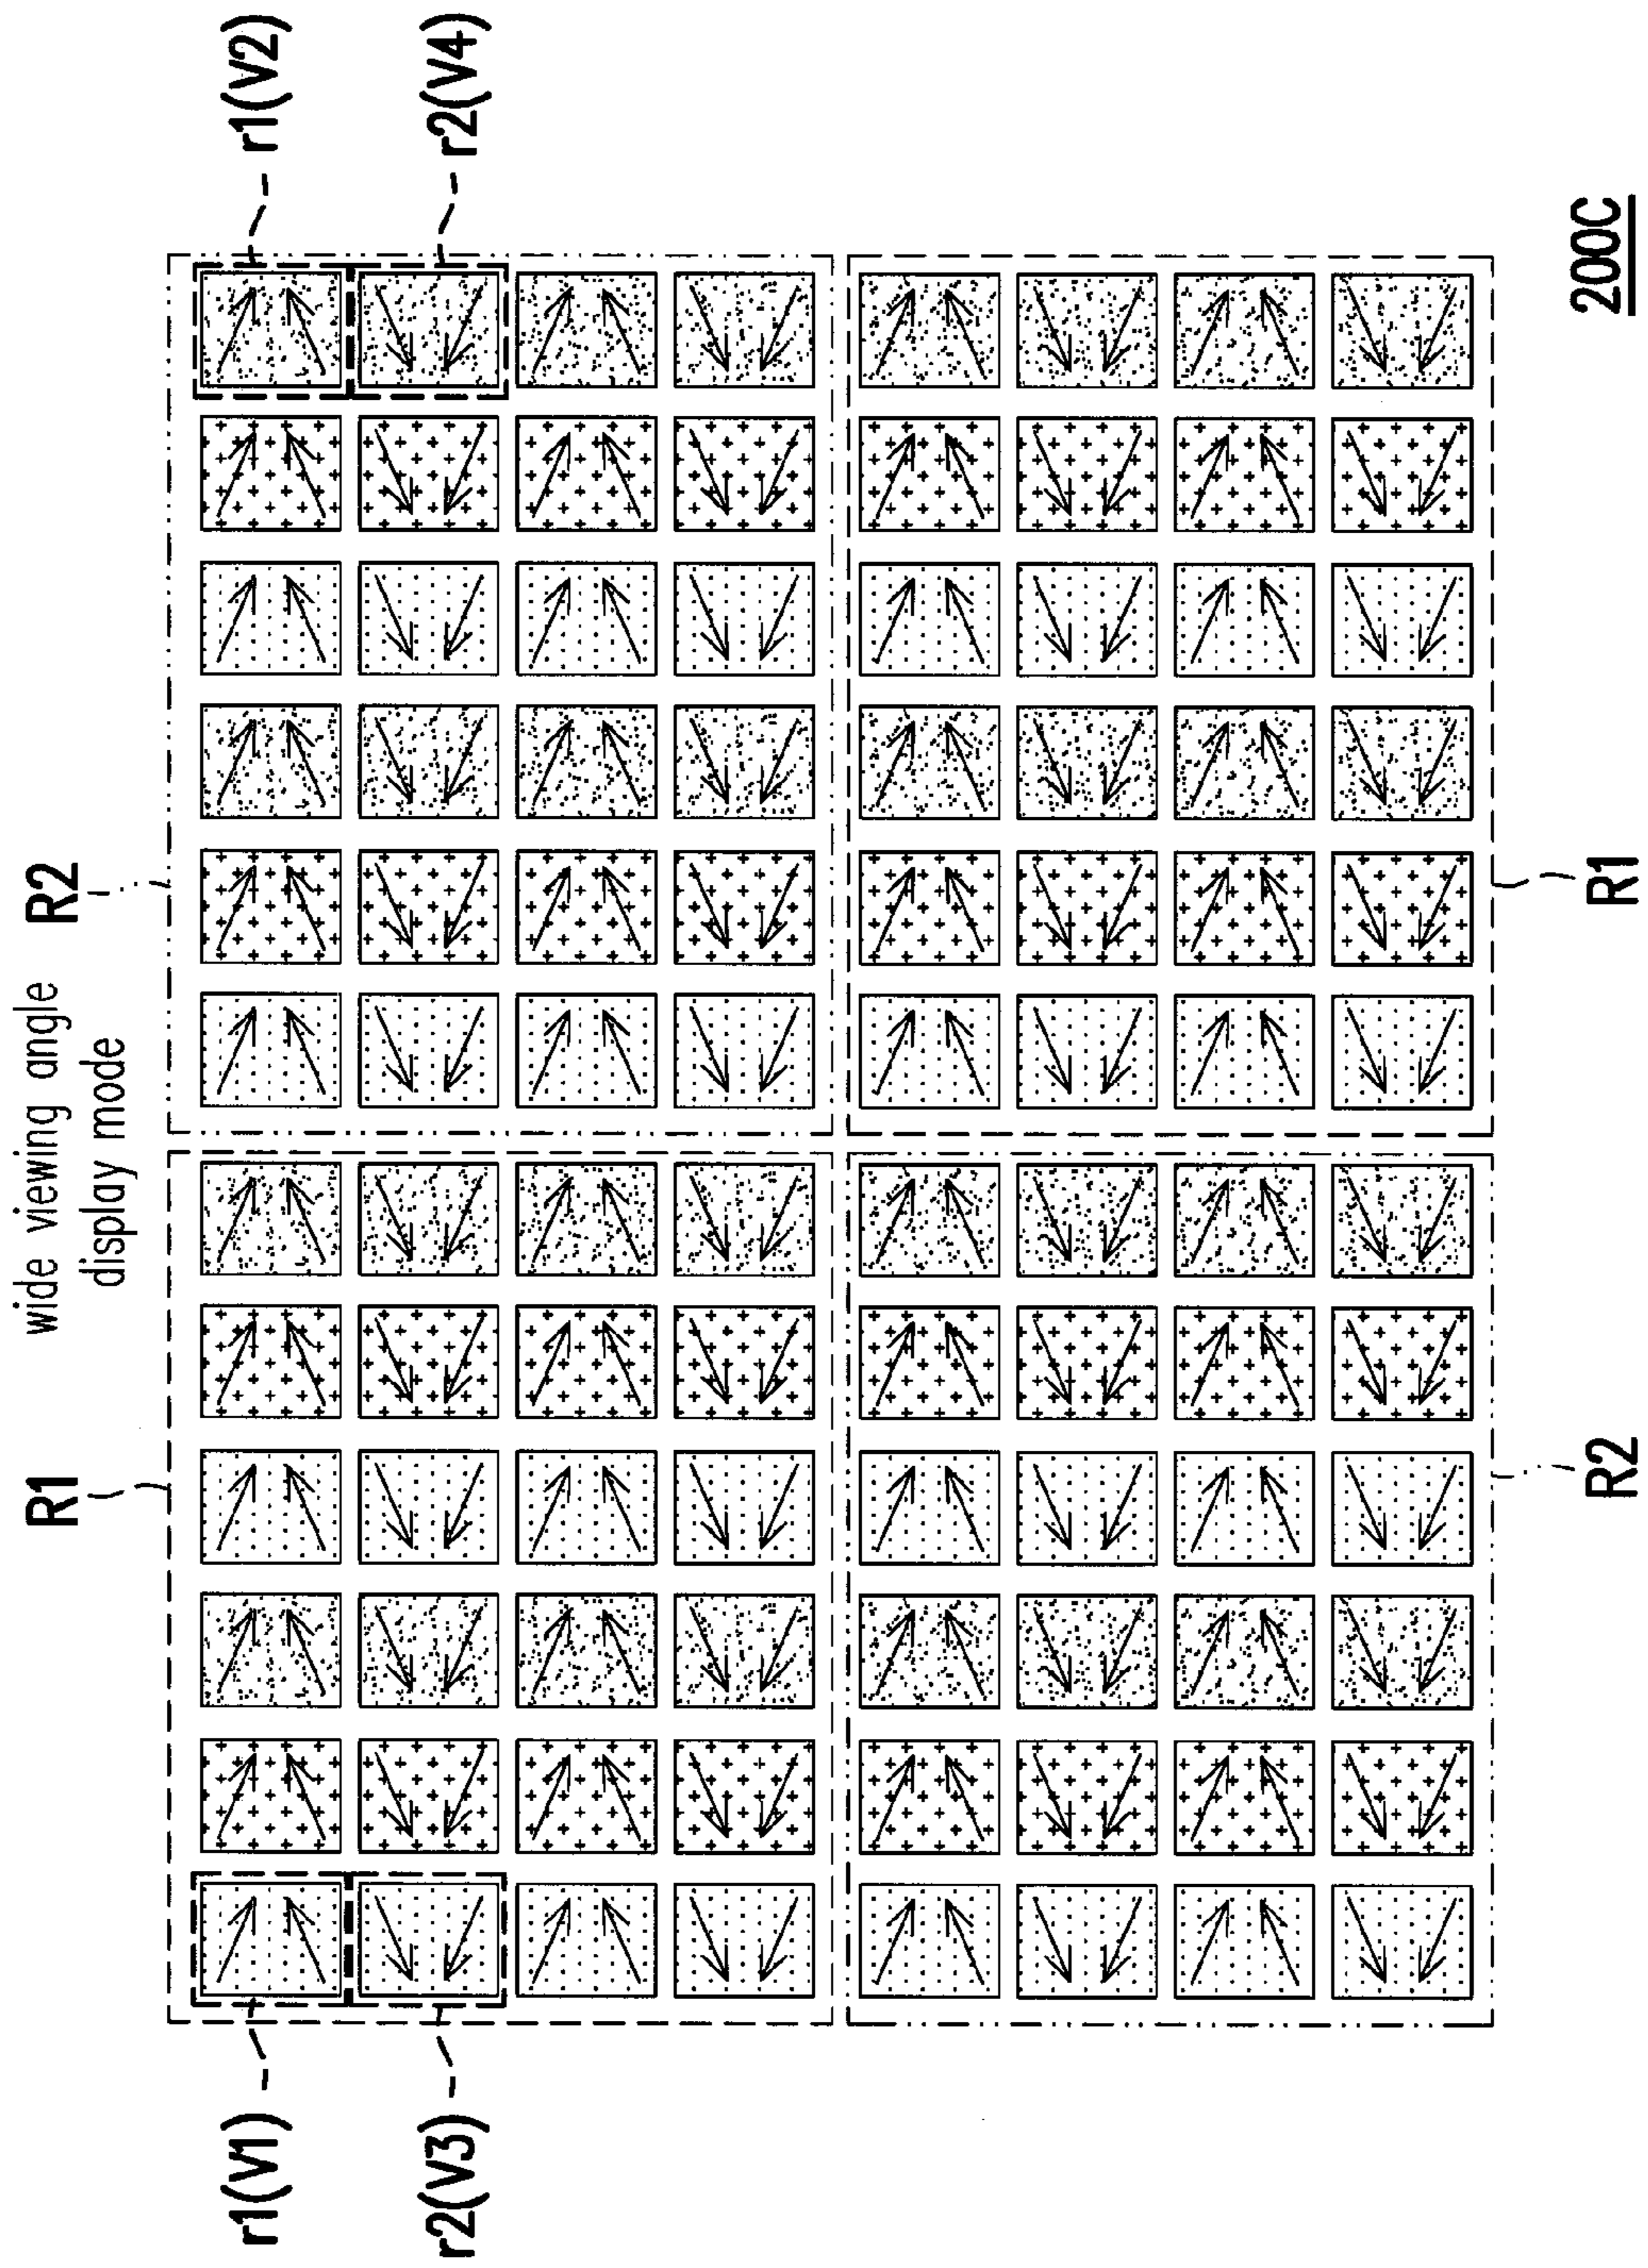 wide viewing angle
display mode
R1
R2
r1(V1)
r1(V2)
r2(V3)
r2(V4)
R2
R1
200C